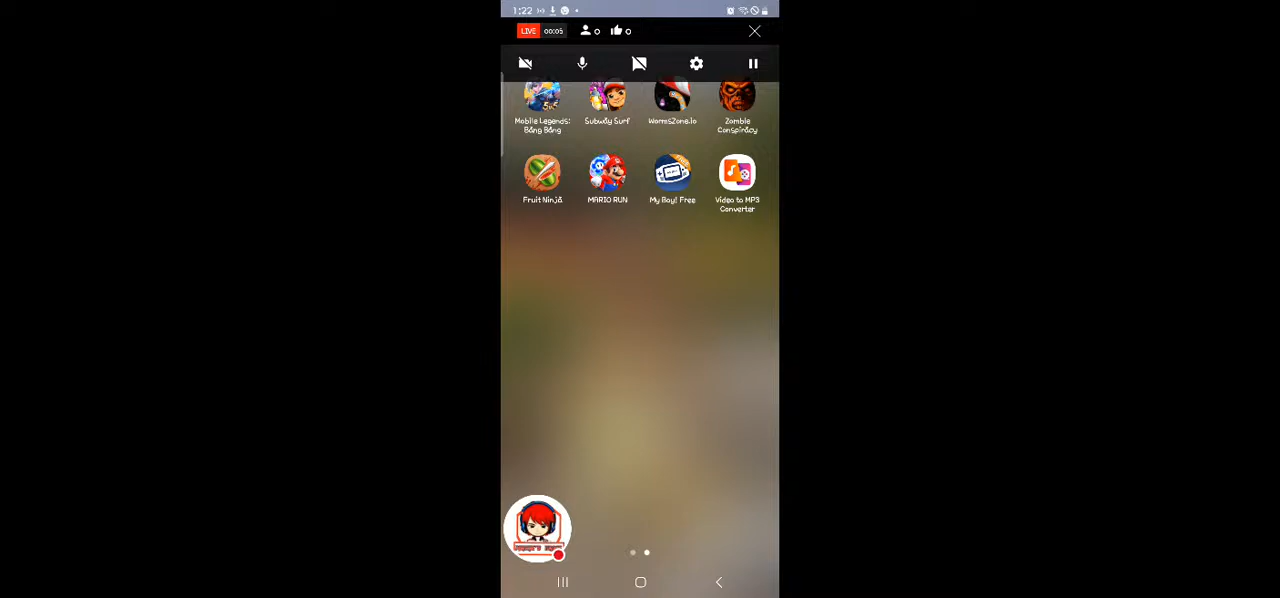 1:22
LIVE 00:05 0 0
Mobile Legends: Subway Surf WormsZone.io Zombie
Bang Bang Conspiracy
Fruit Ninja MARIO RUN My Boy! Free Video to MP3
Converter